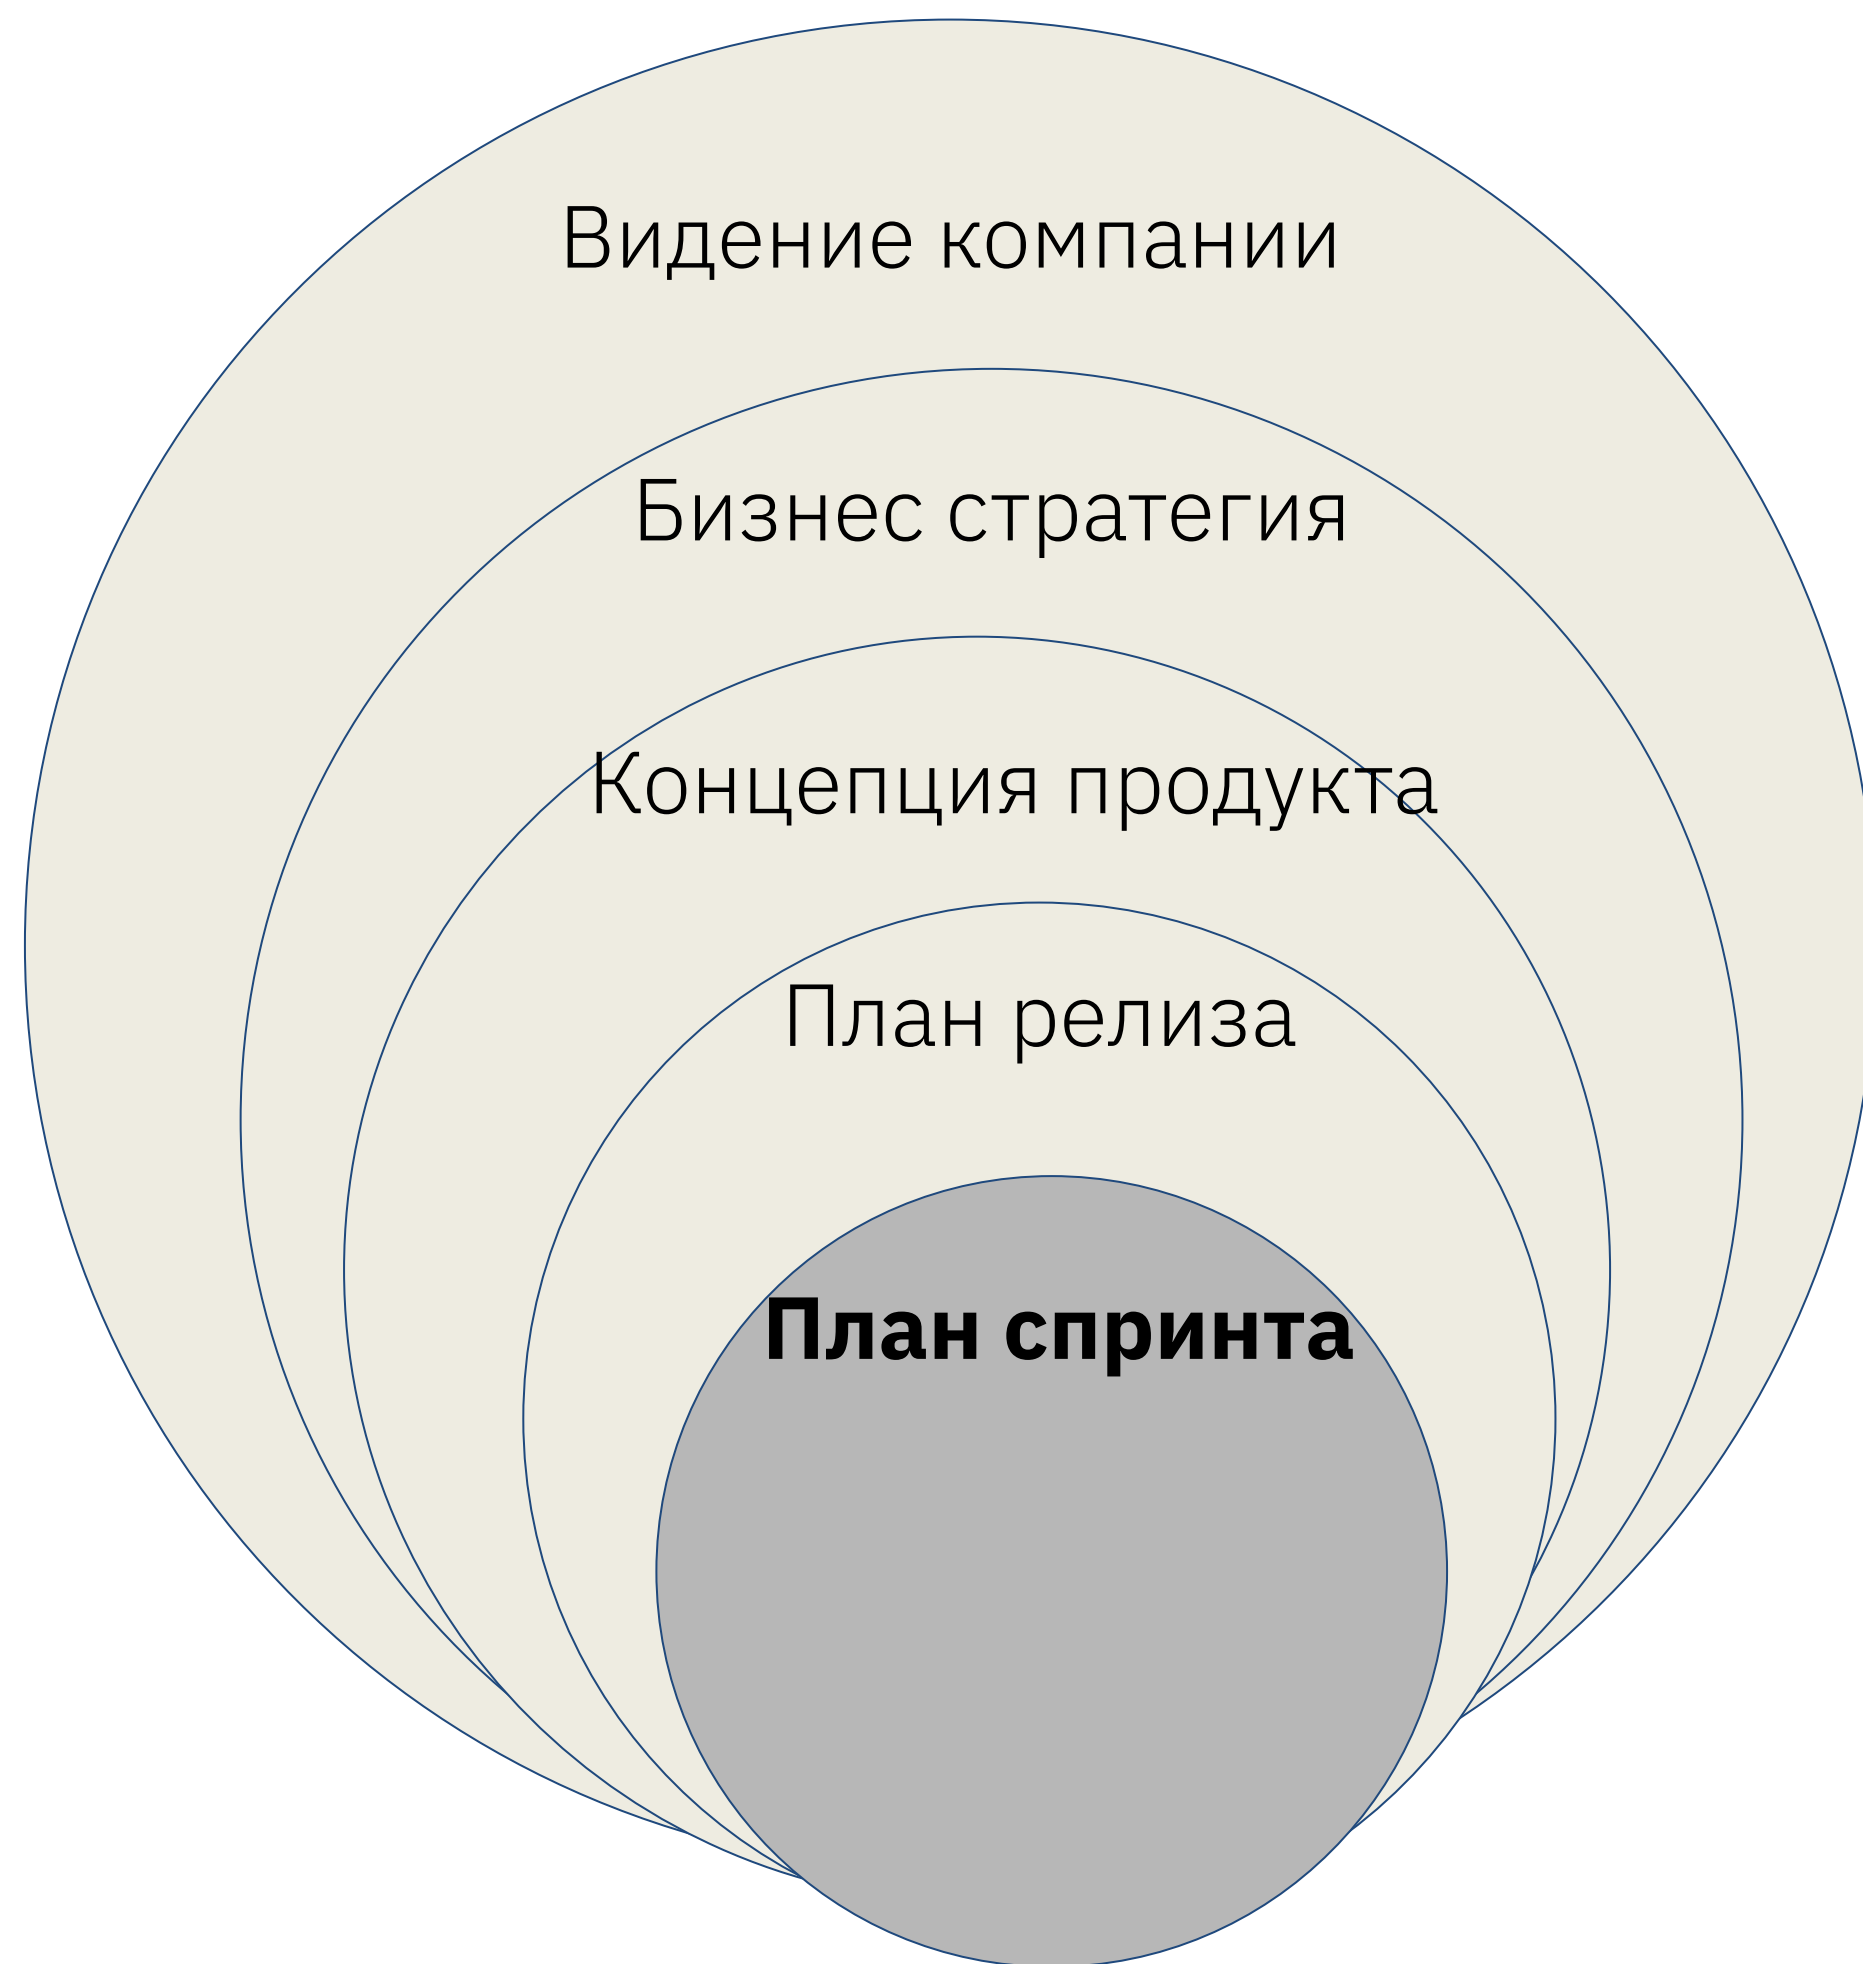 Видение компании
Бизнес стратегия
Концепция продукта
План релиза
План спринта